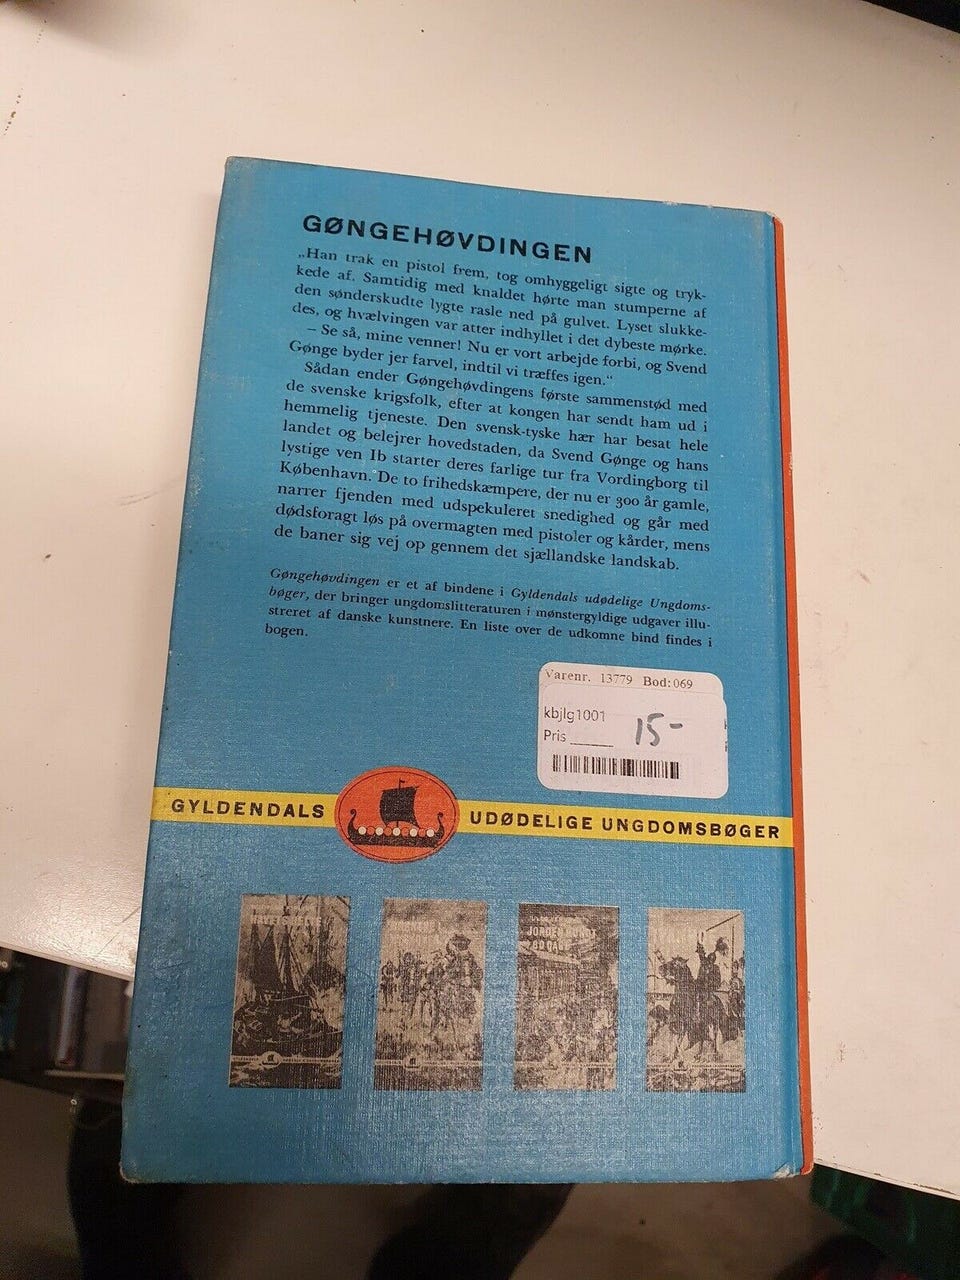 GØNGEHØVDINGEN
„Han trak en pistol frem, tog omhyggeligt sigte og tryk-
kede af. Samtidig med knaldet hørte man stumperne af
den sønderskudte lygte rasle ned på gulvet. Lyset slukke-
des, og hvælvingen var atter indhyllet i det dybeste mørke.
– Se så, mine venner! Nu er vort arbejde forbi, og Svend
Gønge byder jer farvel, indtil vi træffes igen.“
Sådan ender Gøngehøvdingens første sammenstød med
de svenske krigsfolk, efter at kongen har sendt ham ud i
hemmelig tjeneste. Den svensk-tyske hær har besat hele
landet og belejrer hovedstaden, da Svend Gønge og hans
lystige ven Ib starter deres farlige tur fra Vordingborg til
København. De to frihedskæmpere, der nu er 300 år gamle,
narrer fjenden med udspekuleret snedighed og går med
dødsforagt løs på overmagten med pistoler og kårder, mens
de baner sig vej op gennem det sjællandske landskab.
Gøngehøvdingen er et af bindene i Gyldendals udødelige Ungdoms-
bøger, der bringer ungdomslitteraturen i mønstergyldige udgaver illu-
streret af danske kunstnere. En liste over de udkomne bind findes i
bogen.
Varenr. 13779 Bod:069
kbjlg1001
Pris 15-
GYLDENDALS UDØDELIGE UNGDOMSBØGER
JORDEN RUNDT